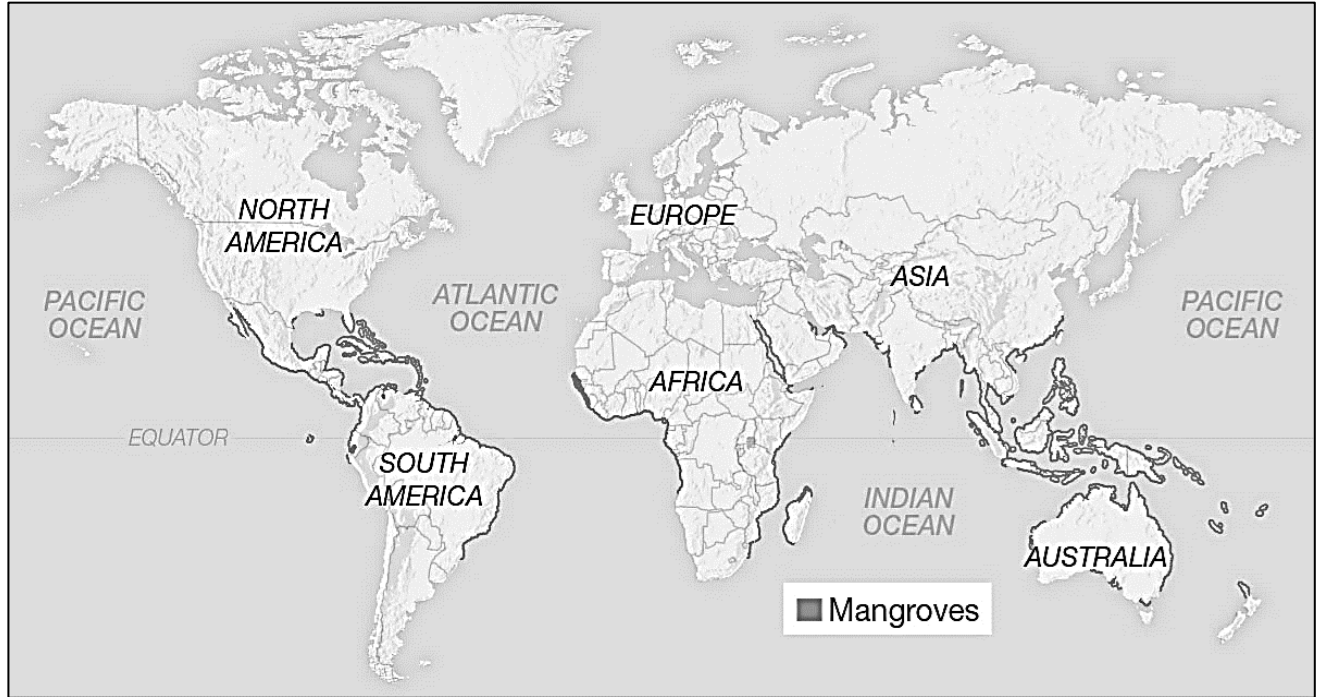 NORTH
AMERICA
EUROPE
ASIA
PACIFIC
OCEAN
ATLANTIC
OCEAN
PACIFIC
OCEAN
AFRICA
EQUATOR
SOUTH
AMERICA
INDIAN
OCEAN
AUSTRALIA
Mangroves